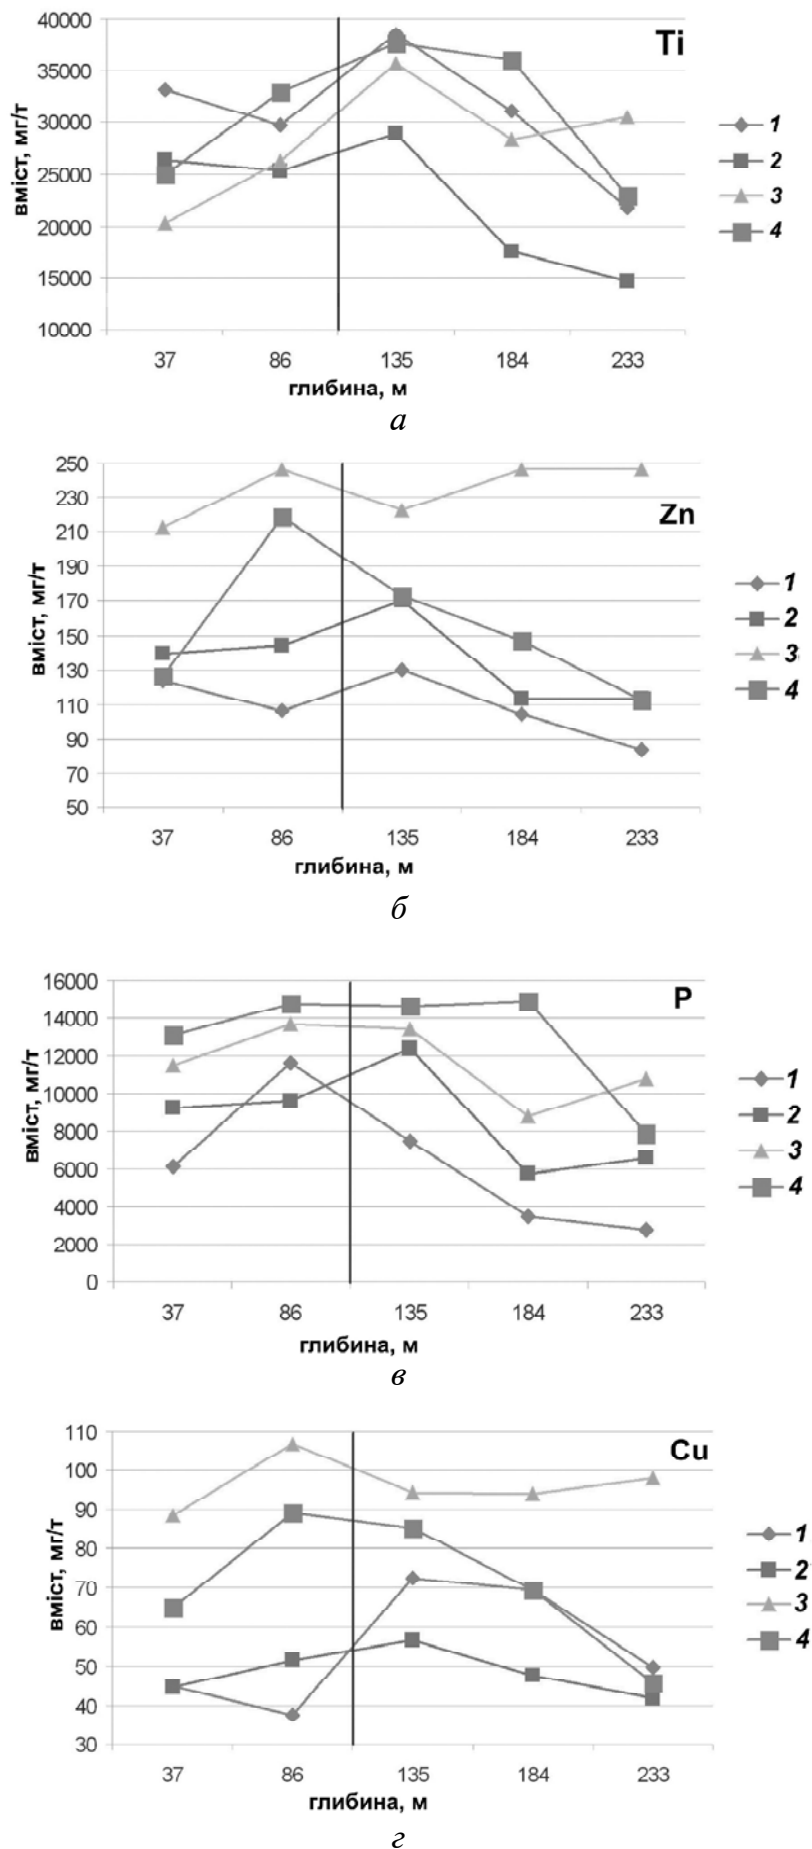 40000
35000
30000
25000
20000
15000
10000
вміст, мг/т
Ti
1
2
3
4
37 86 135 184 233
глибина, м
а
250
230
210
190
170
150
130
110
90
70
50
вміст, мг/т
Zn
1
2
3
4
37 86 135 184 233
глибина, м
б
16000
14000
12000
10000
8000
6000
4000
2000
0
вміст, мг/т
P
1
2
3
4
37 86 135 184 233
глибина, м
в
110
100
90
80
70
60
50
40
30
вміст, мг/т
Cu
1
2
3
4
37 86 135 184 233
глибина, м
г